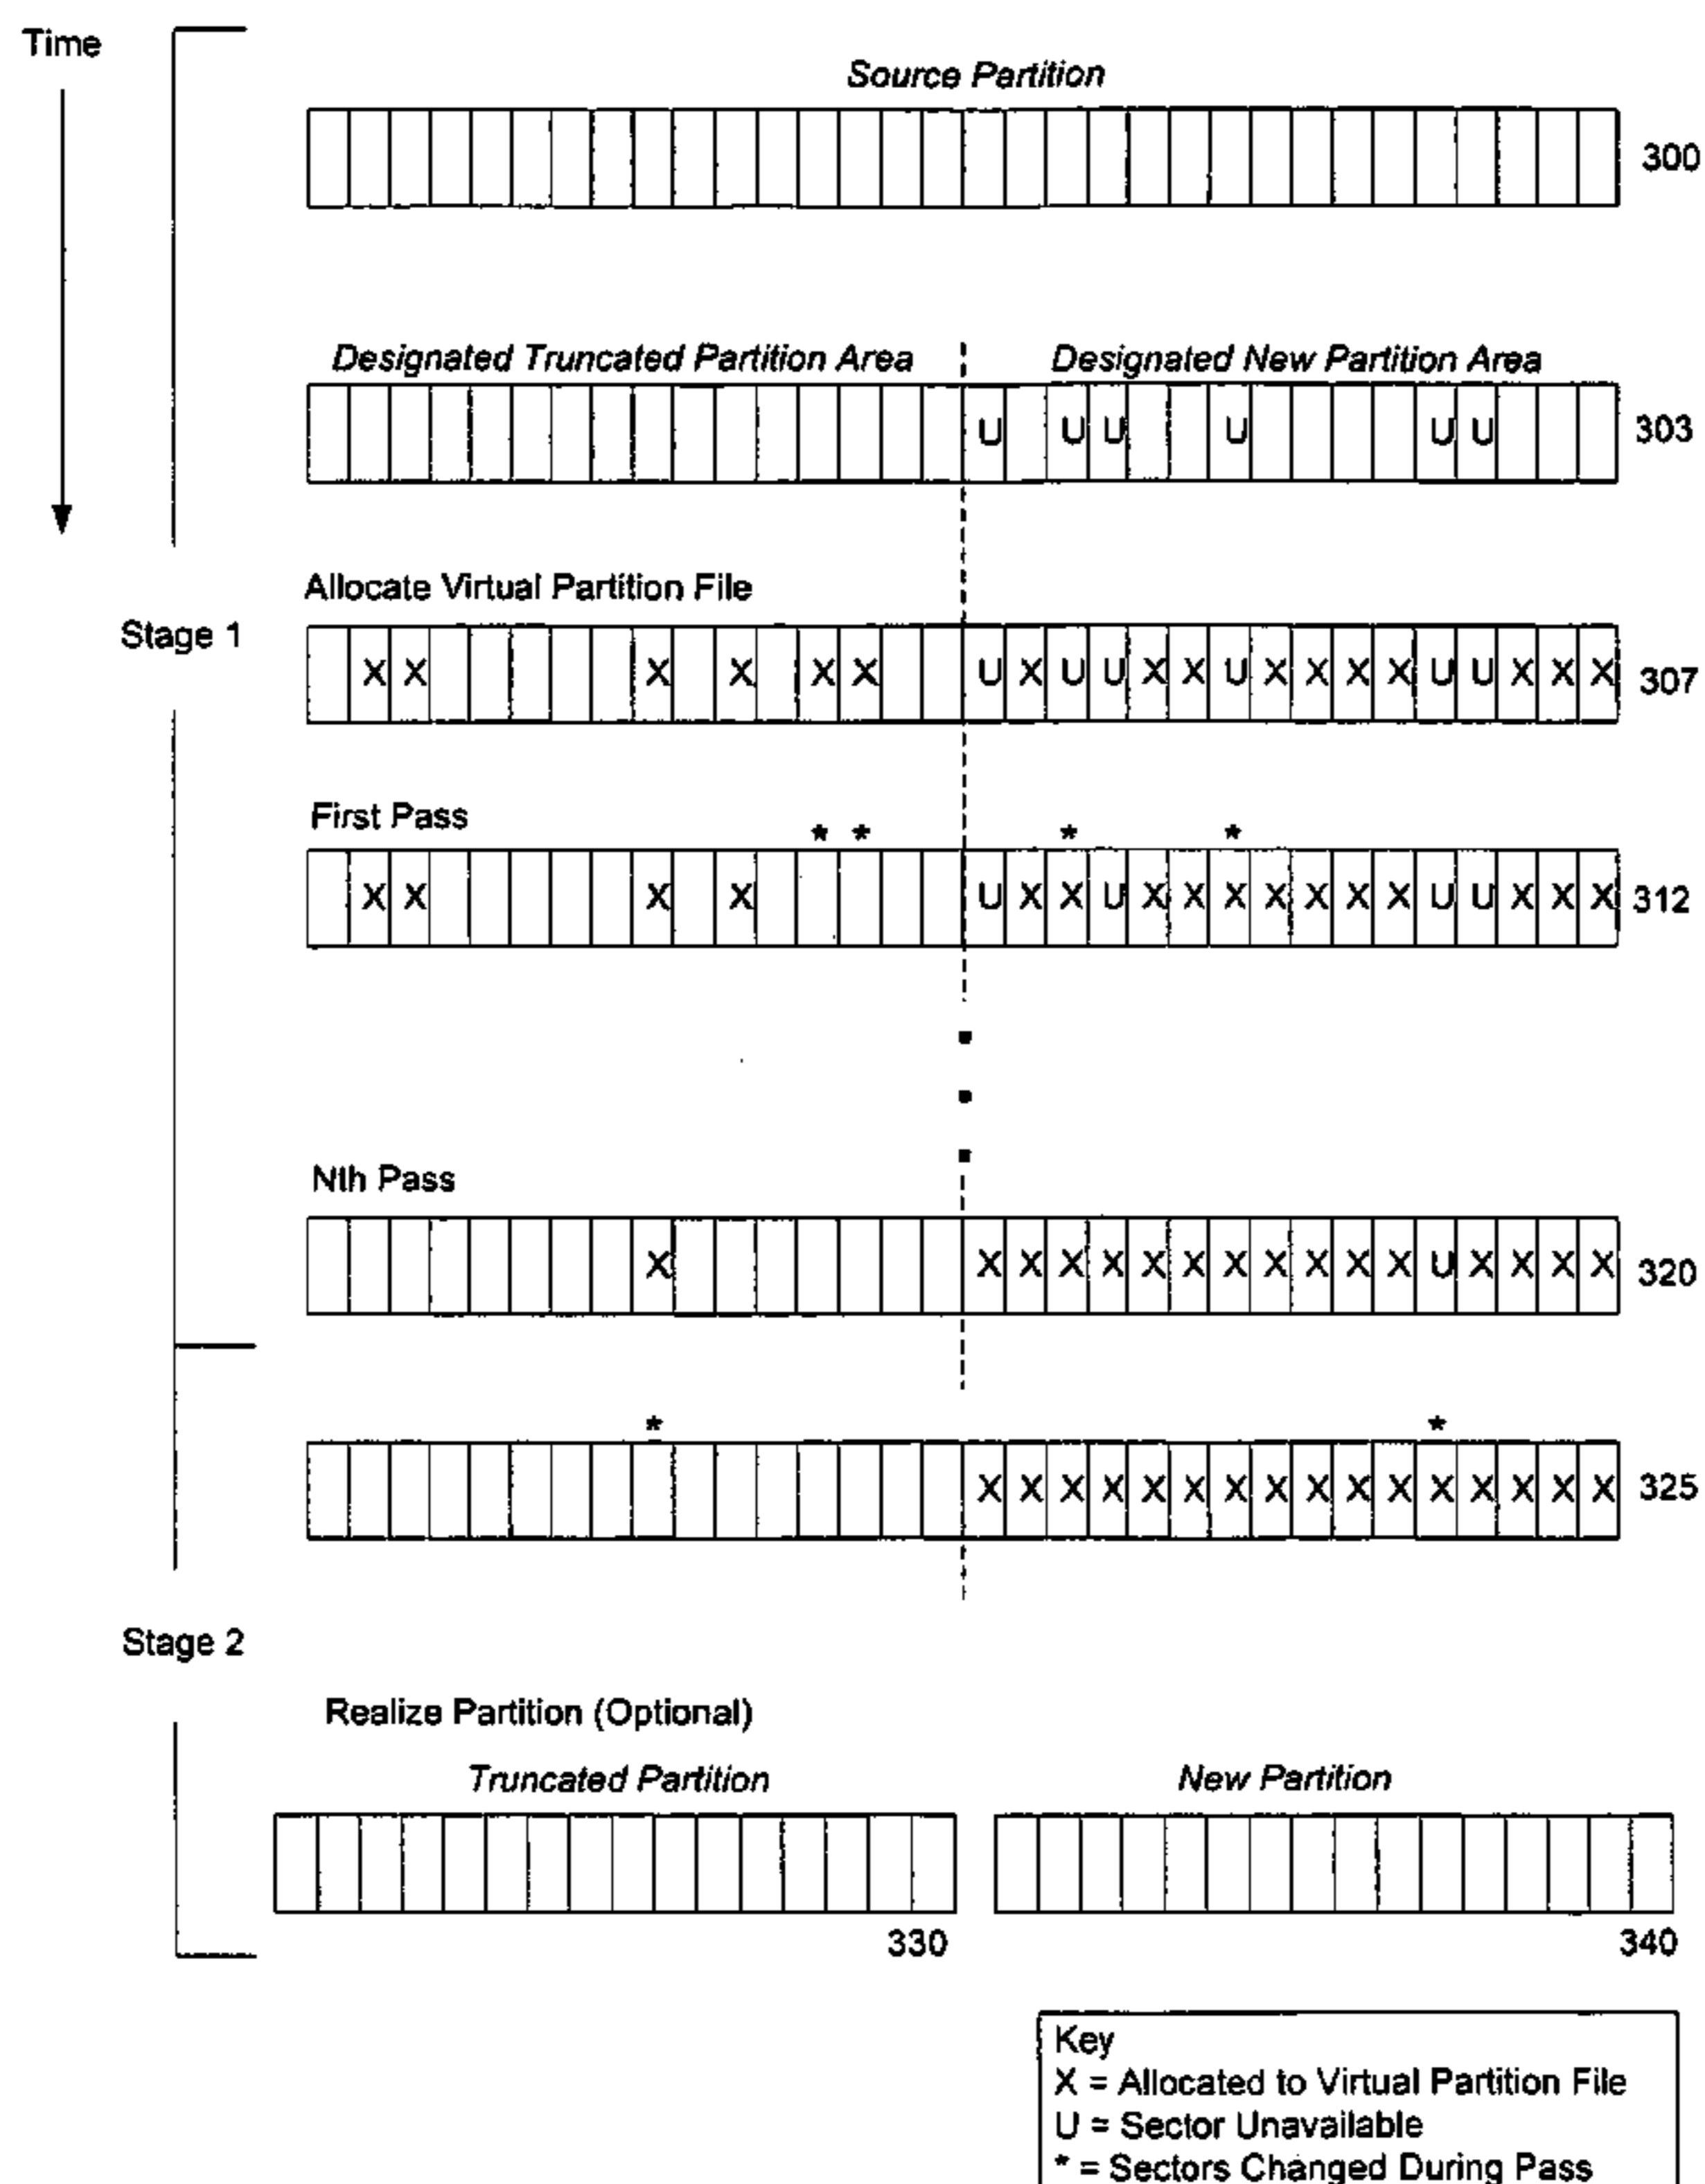 Time
Source Partition
300
Designated Truncated Partition Area
Designated New Partition Area
U U U U U U
303
Allocate Virtual Partition File
Stage 1
X X X X X X U X U U X X U X X X X U U X X X
307
First Pass
* * * *
X X X X U X X U X X X X X X X U U X X X
312
Nth Pass
X X X X X X X X X X X X U X X X X
320
* *
X X X X X X X X X X X X X X X X
325
Stage 2
Realize Partition (Optional)
Truncated Partition
New Partition
330
340
Key
X = Allocated to Virtual Partition File
U = Sector Unavailable
* = Sectors Changed During Pass